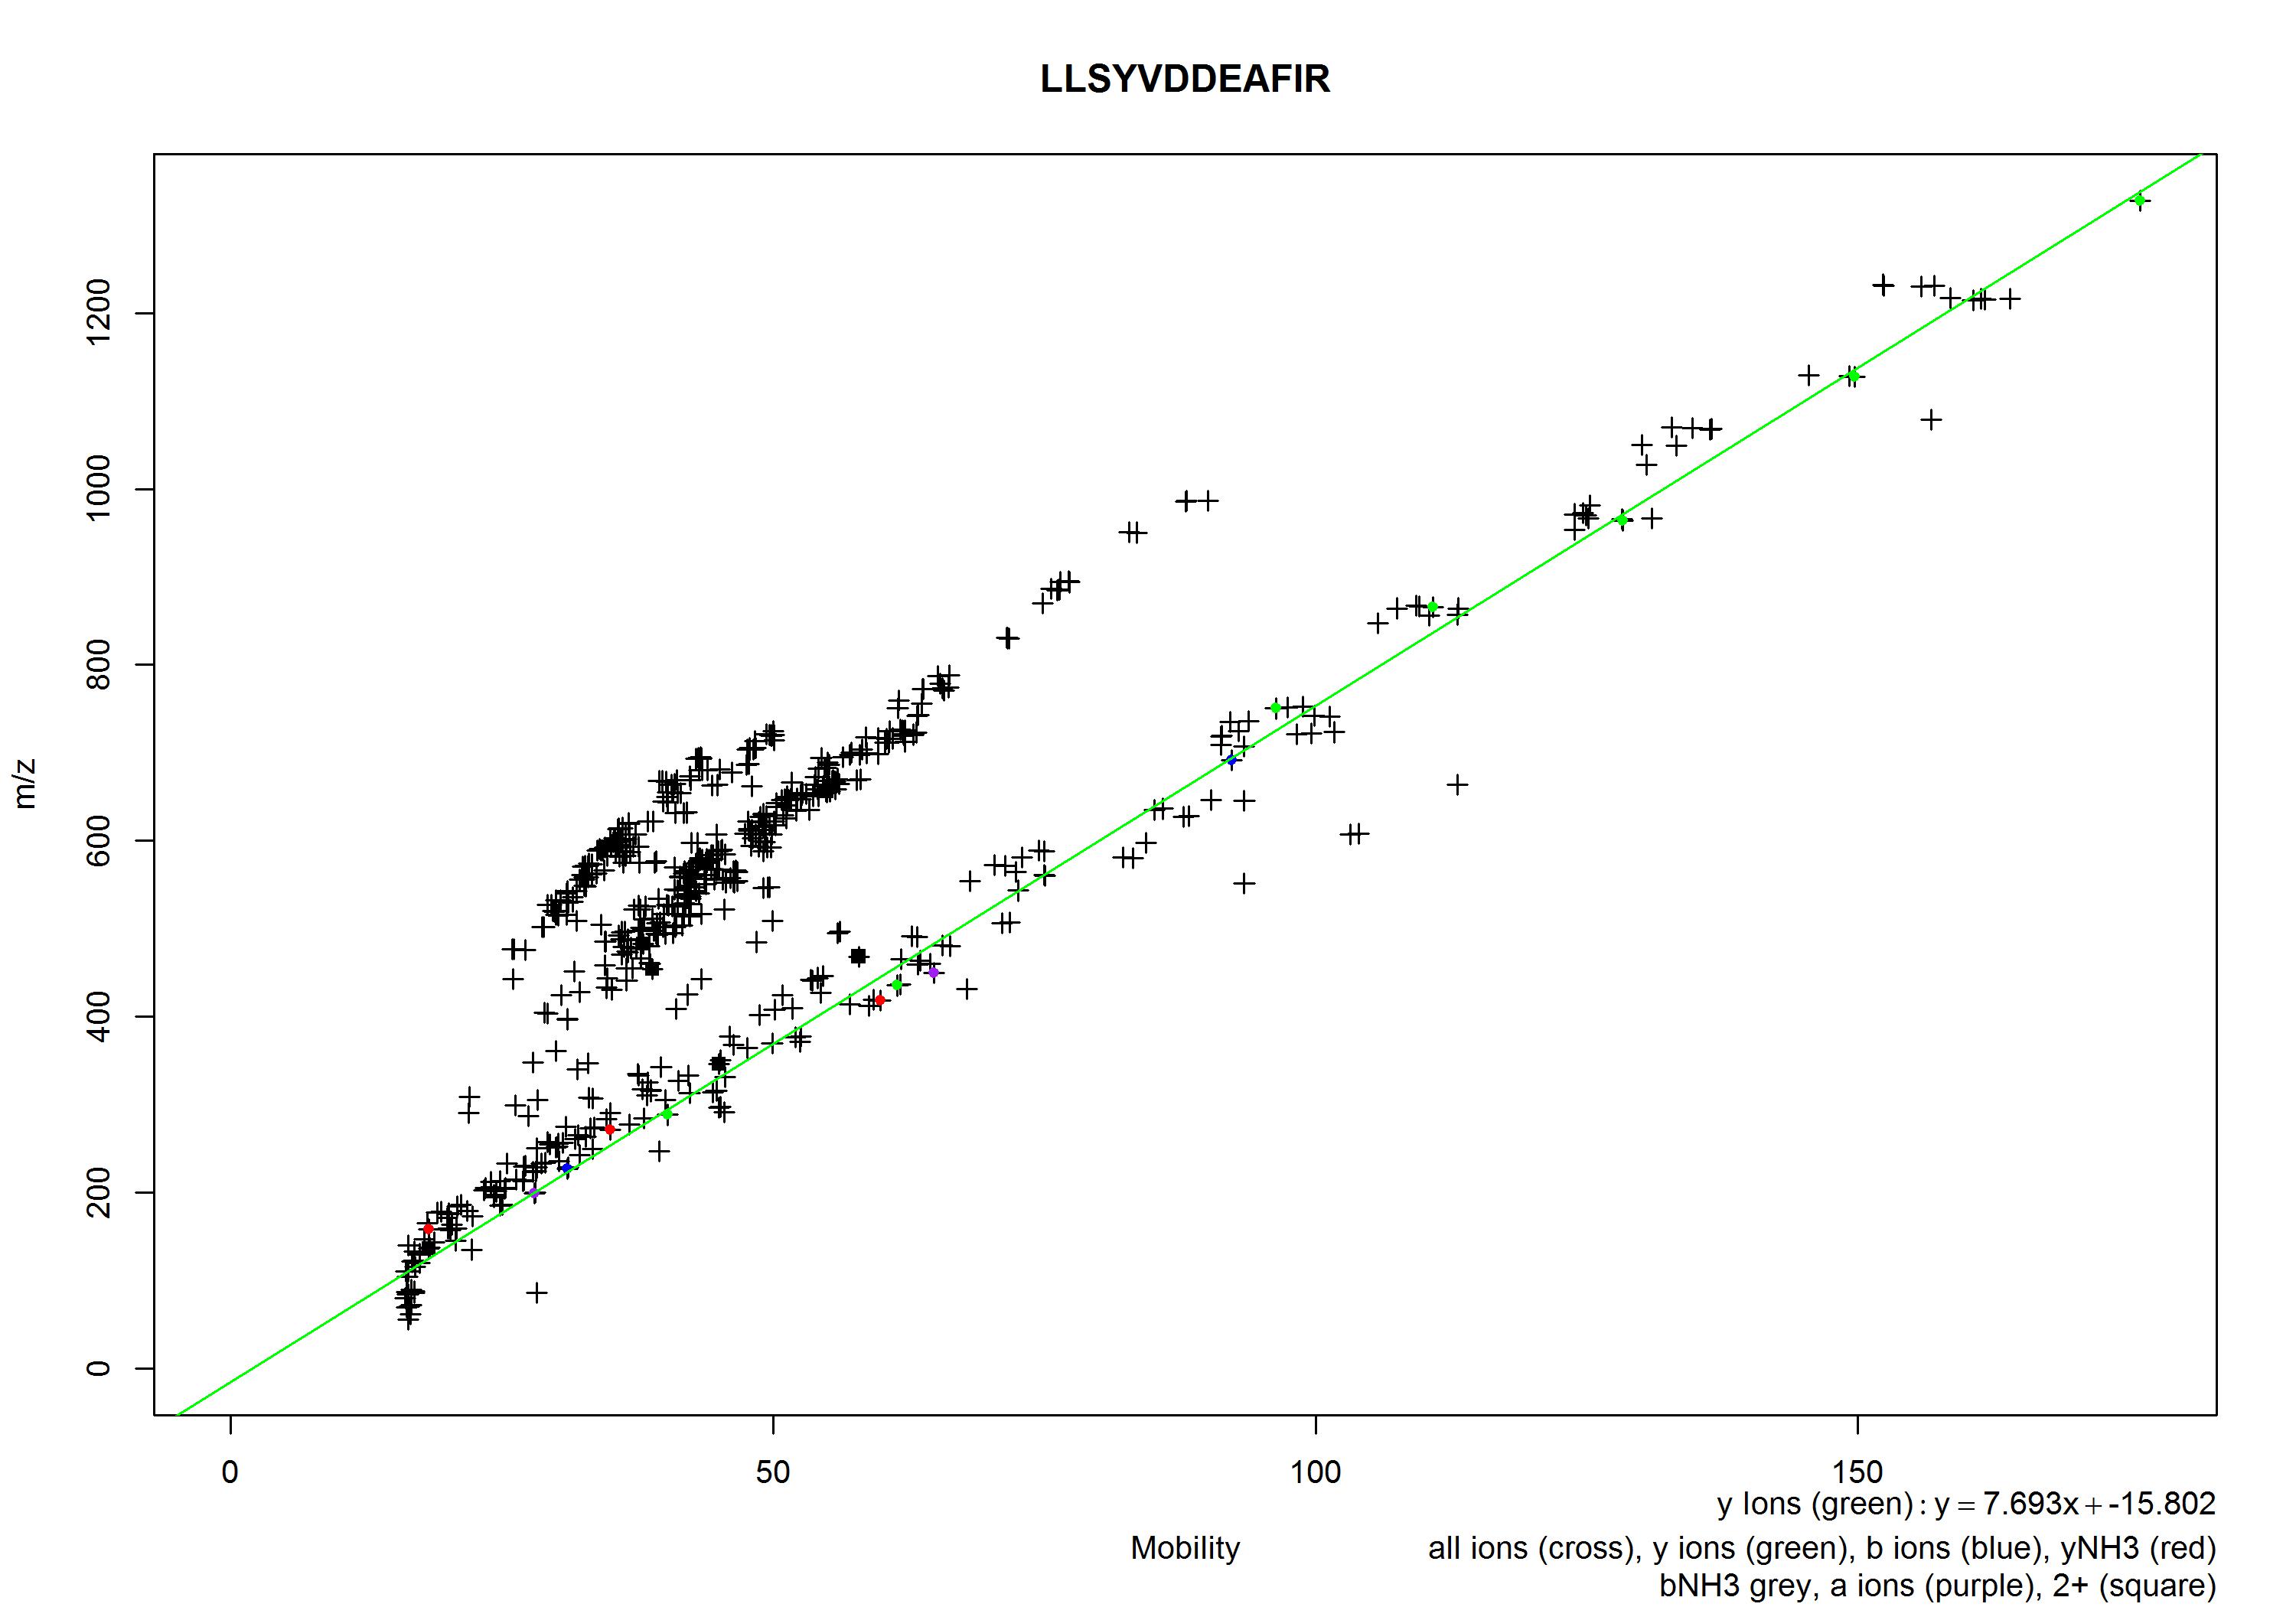 LLSYVDDEAFIR
m/z
1200
1000
800
600
400
200
0
0 50 100 150
y Ions (green) : y = 7.693x + -15.802
Mobility all ions (cross), y ions (green), b ions (blue), yNH3 (red)
bNH3 grey, a ions (purple), 2+ (square)